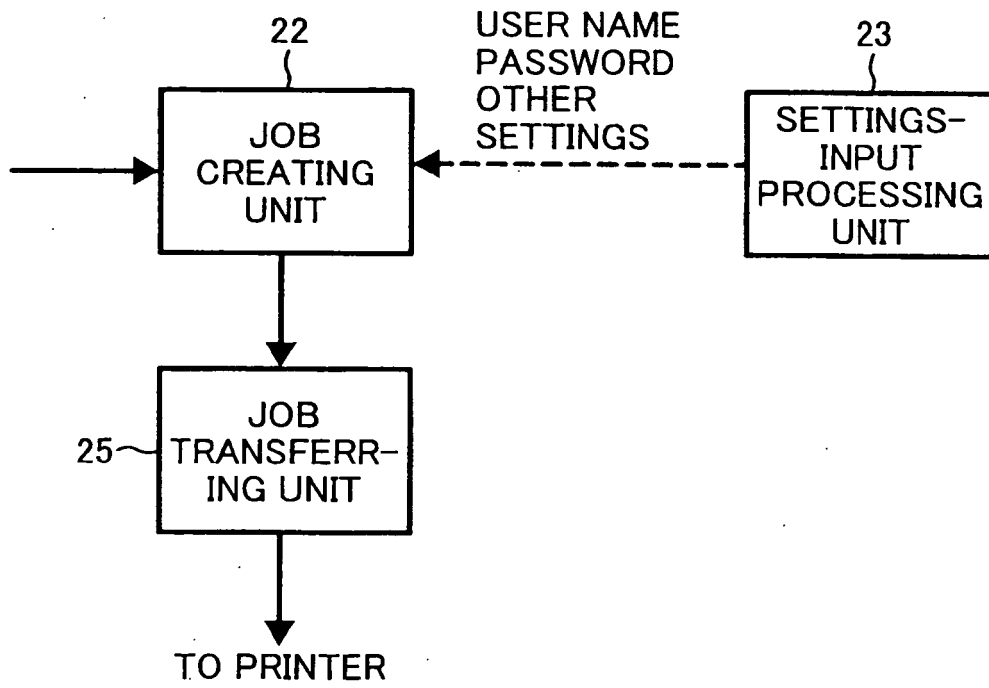 22
JOB
CREATING
UNIT
USER NAME
PASSWORD
OTHER
SETTINGS
23
SETTINGS-
INPUT
PROCESSING
UNIT
25
JOB
TRANSFERR-
ING UNIT
TO PRINTER